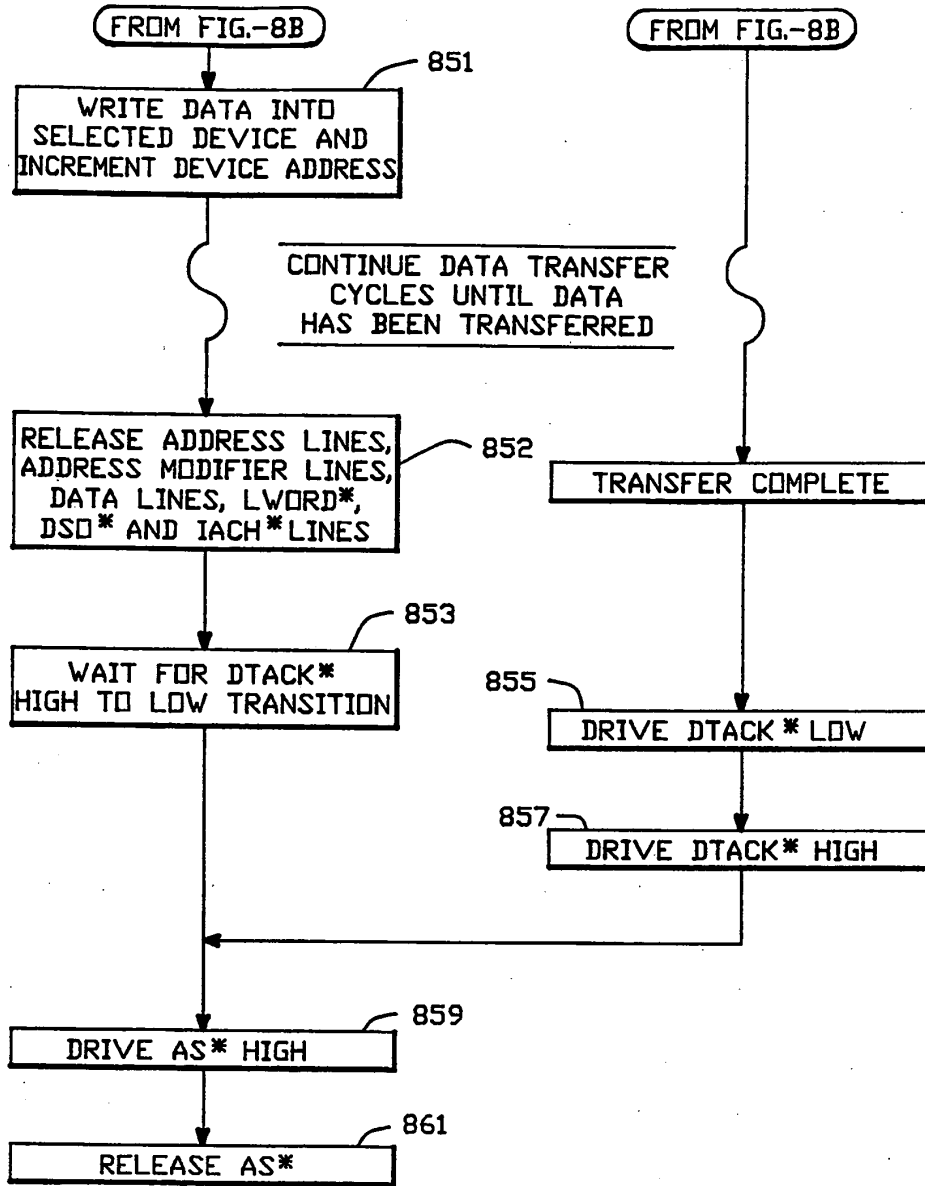 FROM FIG.-8B
851
WRITE DATA INTO
SELECTED DEVICE AND
INCREMENT DEVICE ADDRESS
FROM FIG.-8B
CONTINUE DATA TRANSFER
CYCLES UNTIL DATA
HAS BEEN TRANSFERRED
852
RELEASE ADDRESS LINES,
ADDRESS MODIFIER LINES,
DATA LINES, LWORD*,
DSO* AND IACH* LINES
TRANSFER COMPLETE
853
WAIT FOR DTACK*
HIGH TO LOW TRANSITION
855
DRIVE DTACK* LOW
857
DRIVE DTACK* HIGH
859
DRIVE AS* HIGH
861
RELEASE AS*